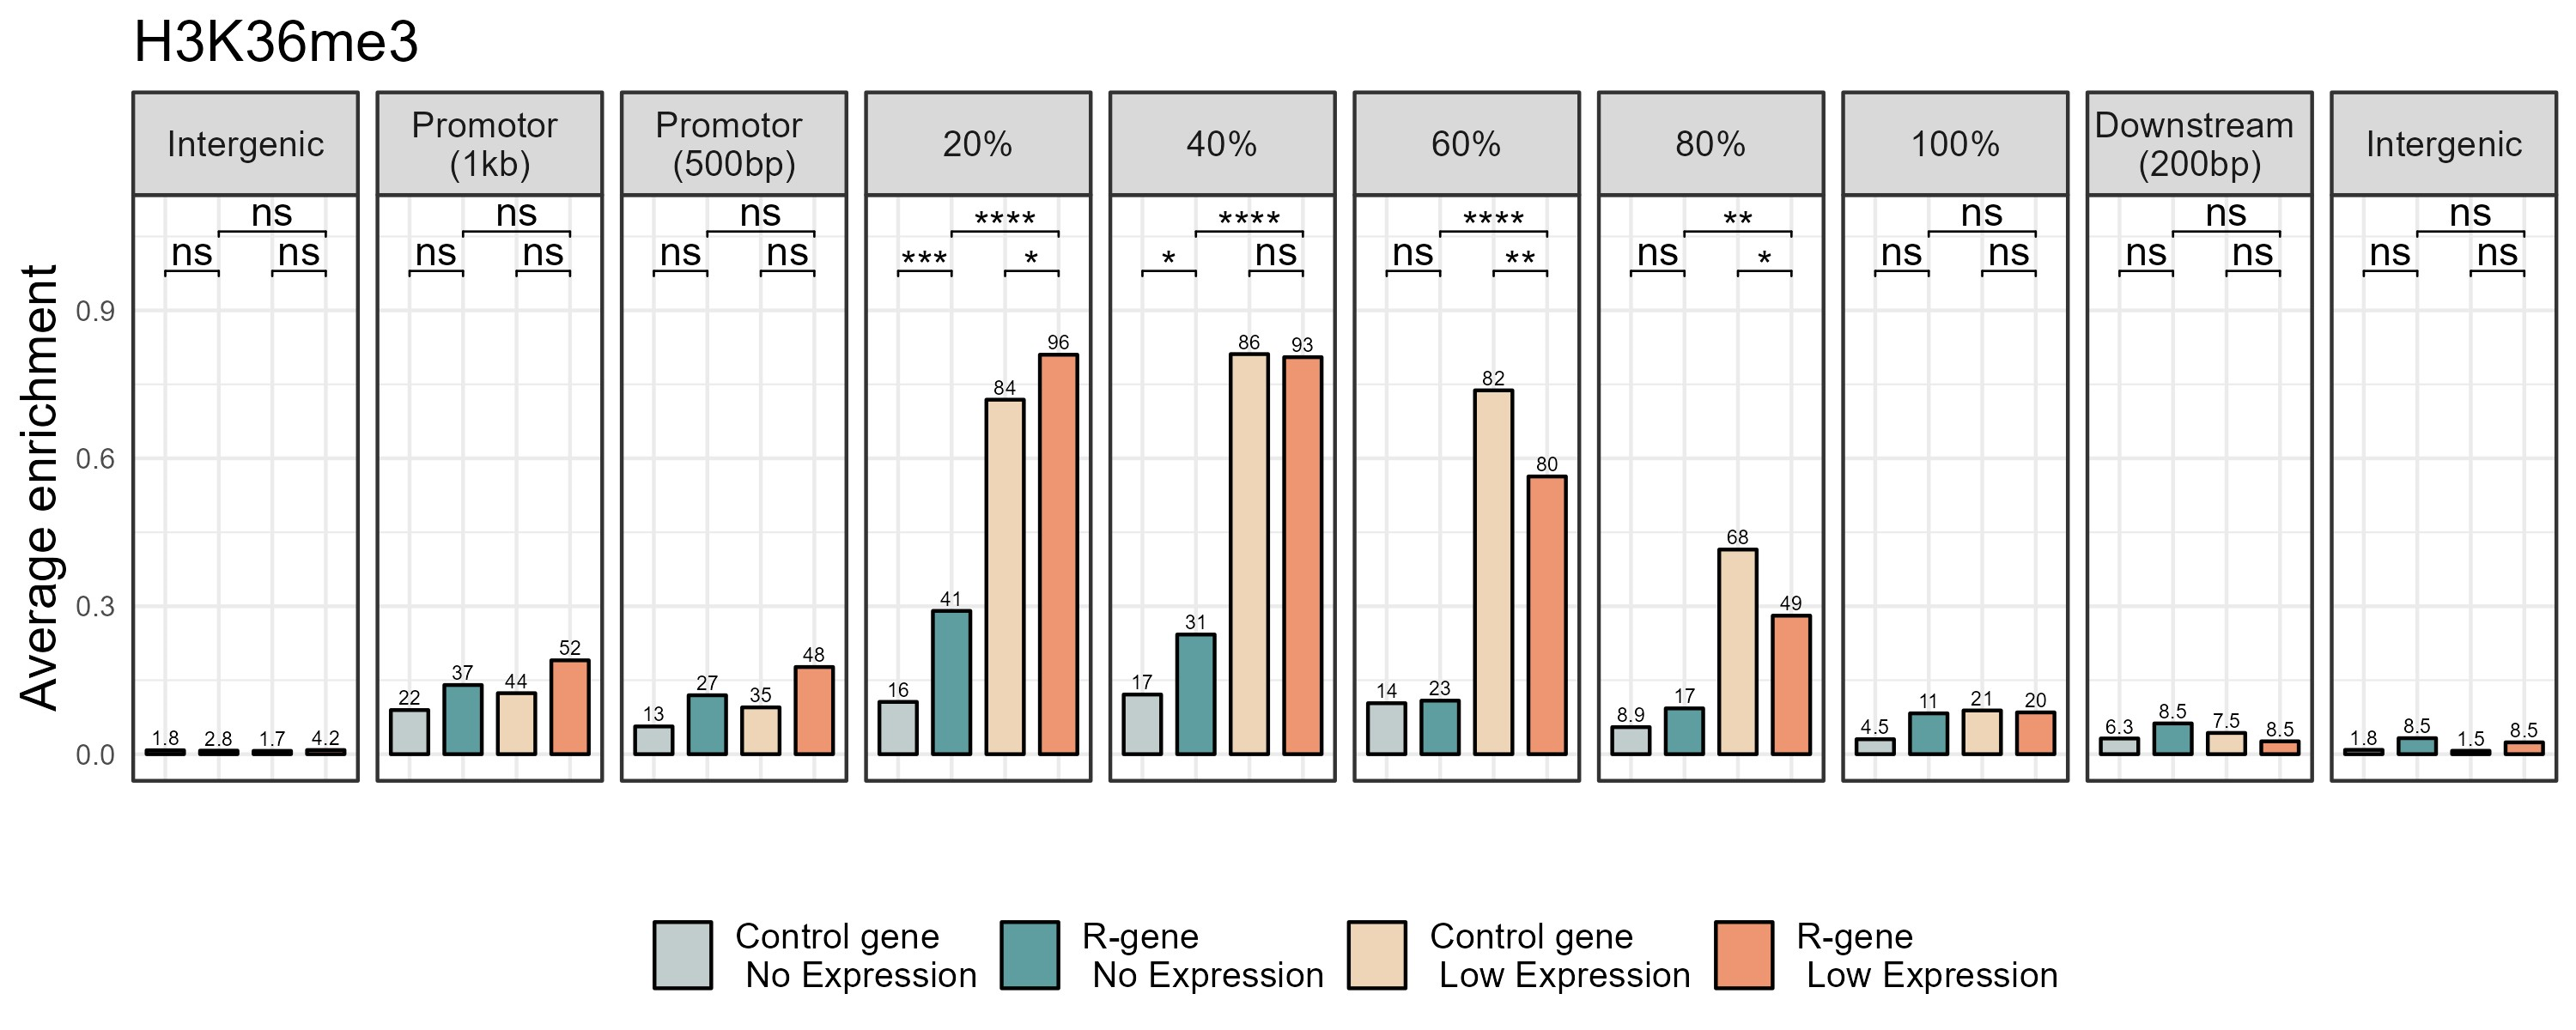 H3K36me3
Intergenic
Promotor
(1kb)
Promotor
(500bp)
20%
40%
60%
80%
100%
Downstream
(200bp)
Intergenic
Average enrichment
0.9
0.6
0.3
0.0
ns
ns ns
1.8 2.8 1.7 4.2
ns
ns ns
22 37 44 52
ns
ns ns
13 27 35 48
****
*** *
16 41 84 96
****
* ns
17 31 86 93
****
ns **
14 23 82 80
**
ns *
8.9 17 68 49
ns
ns ns
4.5 11 21 20
ns
ns ns
6.3 8.5 7.5 8.5
ns
ns ns
1.8 8.5 1.5 8.5
Control gene
No Expression
R-gene
No Expression
Control gene
Low Expression
R-gene
Low Expression